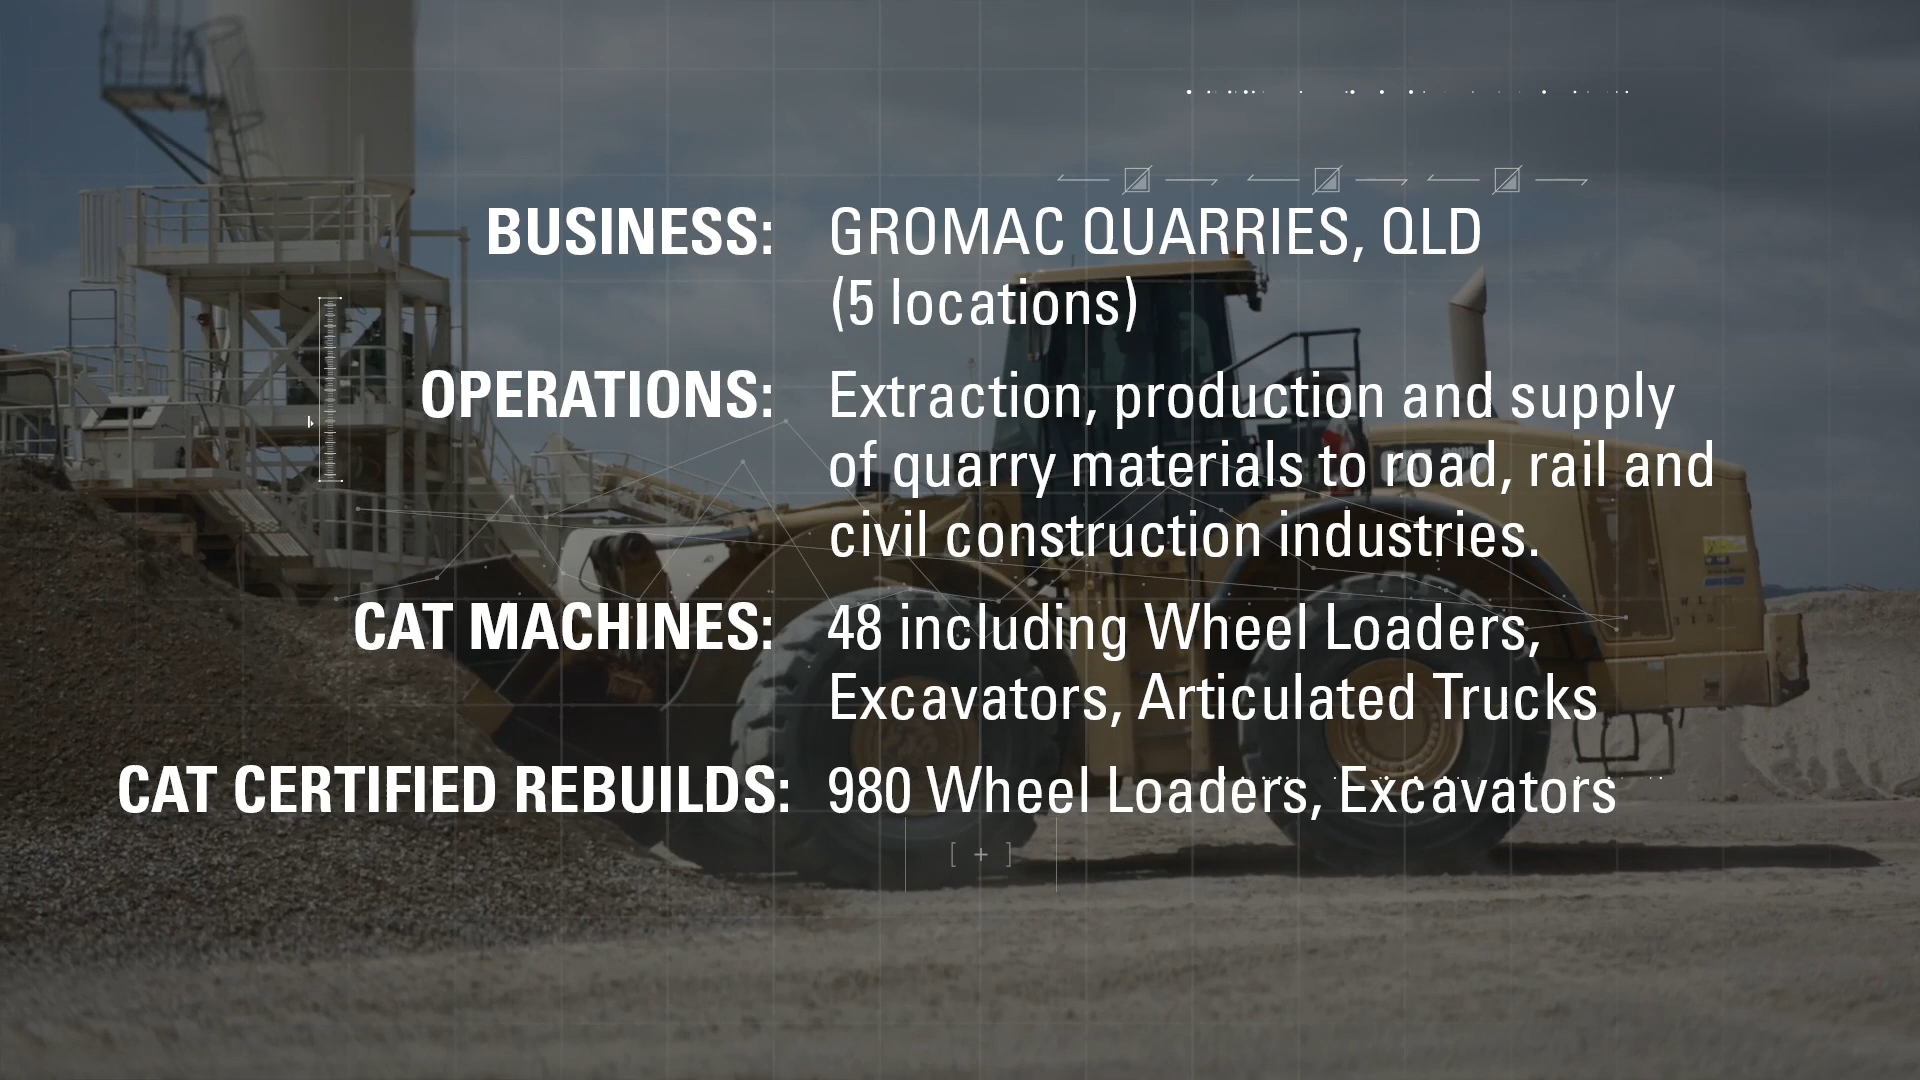 BUSINESS: GROMAC QUARRIES, QLD
(5 locations)
OPERATIONS: Extraction, production and supply
of quarry materials to road, rail and
civil construction industries.
CAT MACHINES: 48 including Wheel Loaders,
Excavators, Articulated Trucks
CAT CERTIFIED REBUILDS: 980 Wheel Loaders, Excavators
[ + ]